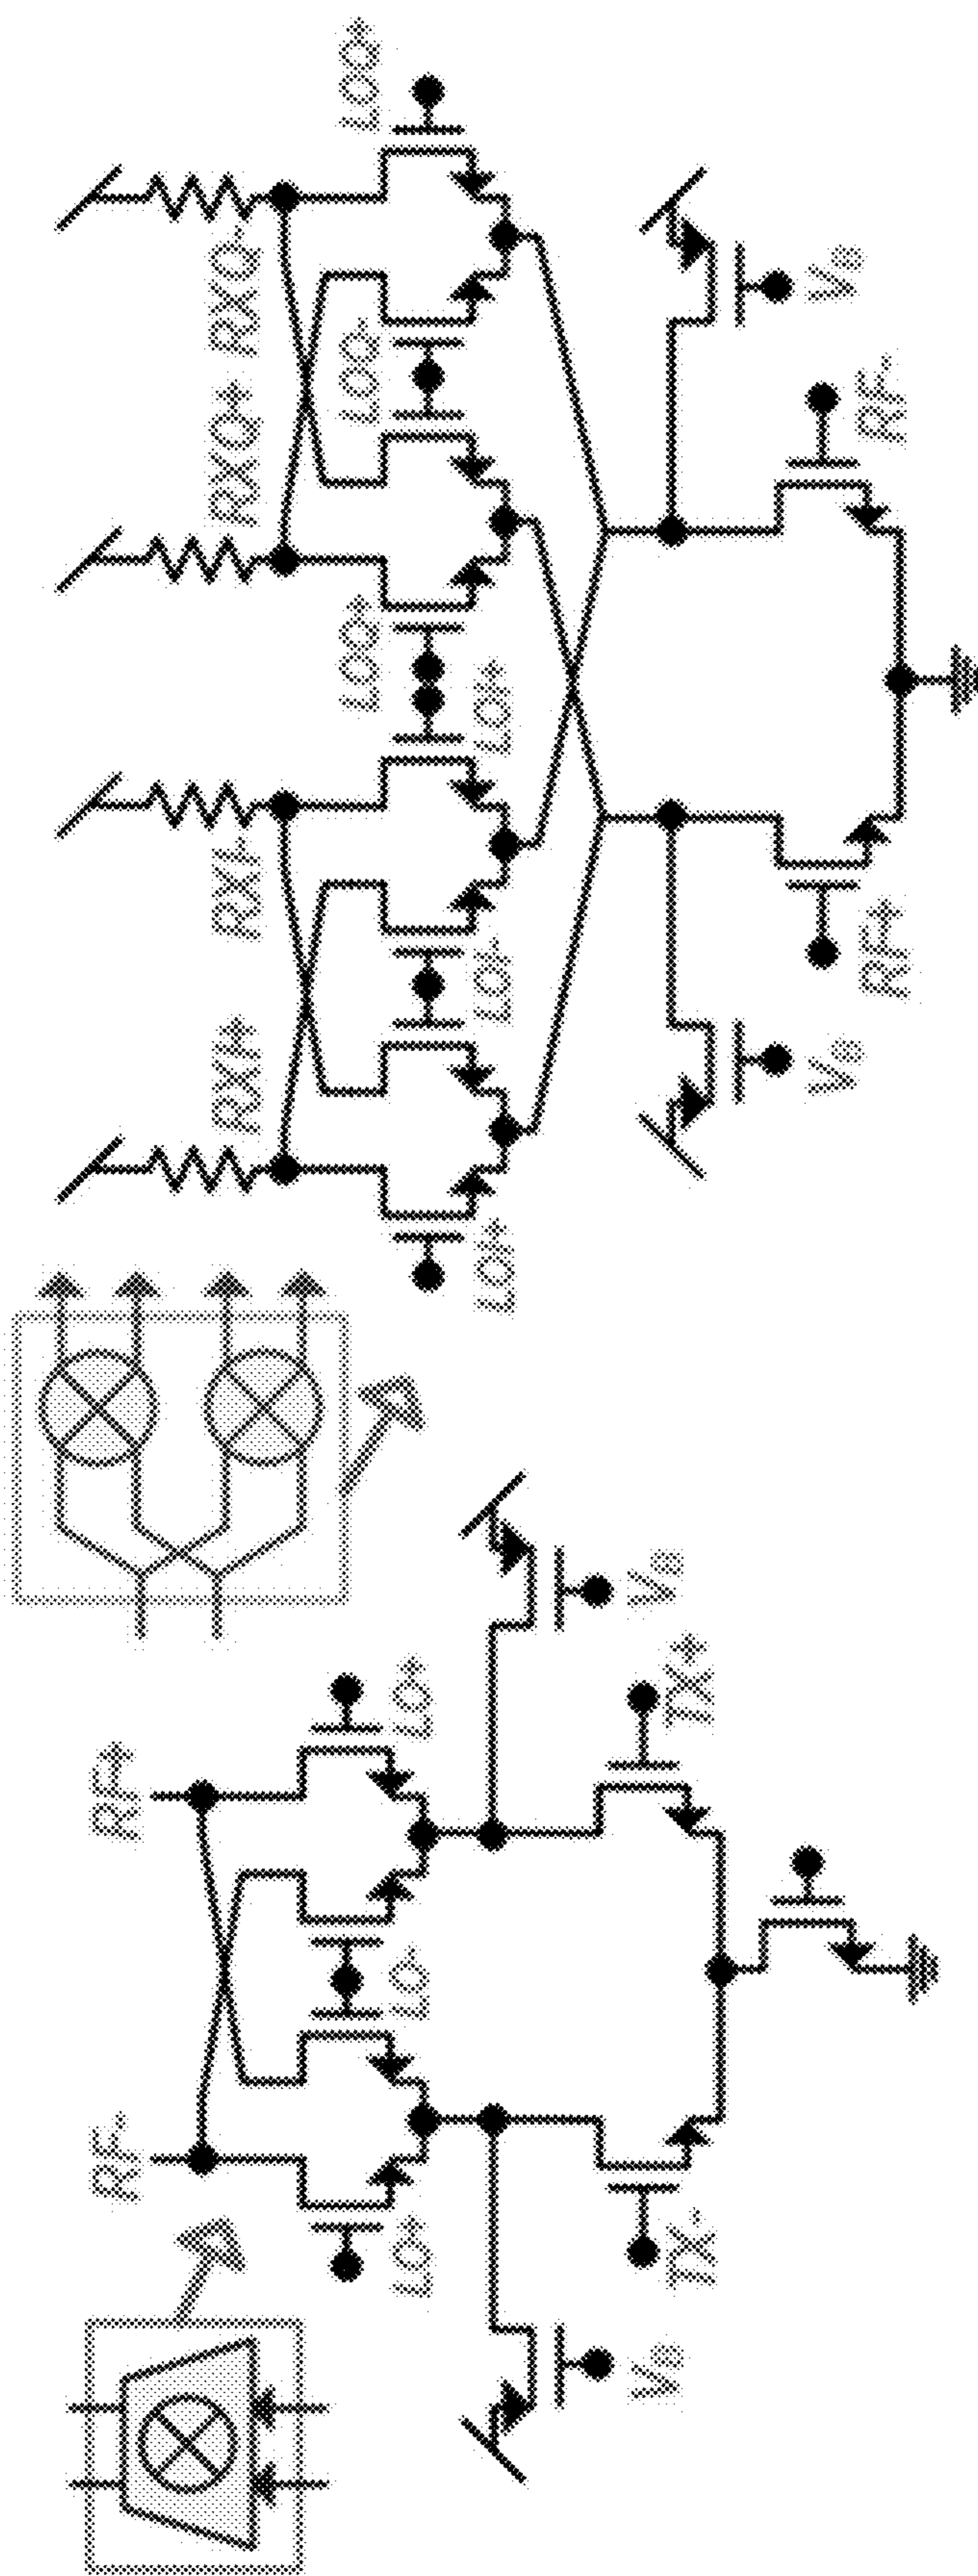 RF-
RF+
LO+
LO-
LO+
VB
VB
TX-
TX+
RXI+
RXI-
RXQ+
RXQ-
LOQ+
LOQ-
LOQ+
LOI+
LOI-
LOI+
VB
VB
RF+
RF-